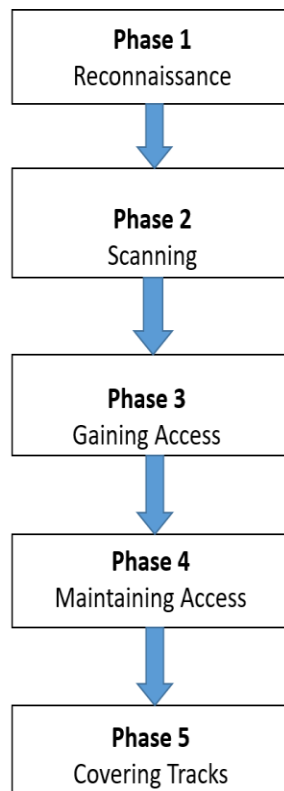 Phase 1
Reconnaissance
Phase 2
Scanning
Phase 3
Gaining Access
Phase 4
Maintaining Access
Phase 5
Covering Tracks